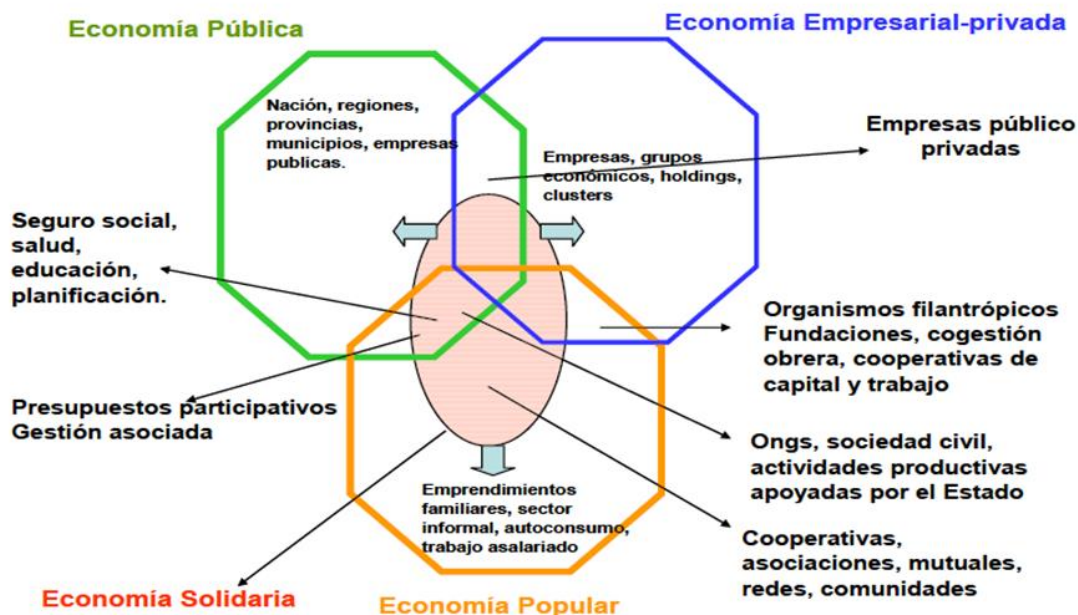 Economía Pública
Economía Empresarial-privada
Nación, regiones,
provincias,
municipios, empresas
publicas.
Empresas, grupos
económicos, holdings,
clusters
Empresas público
privadas
Seguro social,
salud,
educación,
planificación.
Organismos filantrópicos
Fundaciones, cogestión
obrera, cooperativas de
capital y trabajo
Presupuestos participativos
Gestión asociada
Ongs, sociedad civil,
actividades productivas
apoyadas por el Estado
Emprendimientos
familiares, sector
informal, autoconsumo,
trabajo asalariado
Cooperativas,
asociaciones, mutuales,
redes, comunidades
Economía Solidaria
Economía Popular